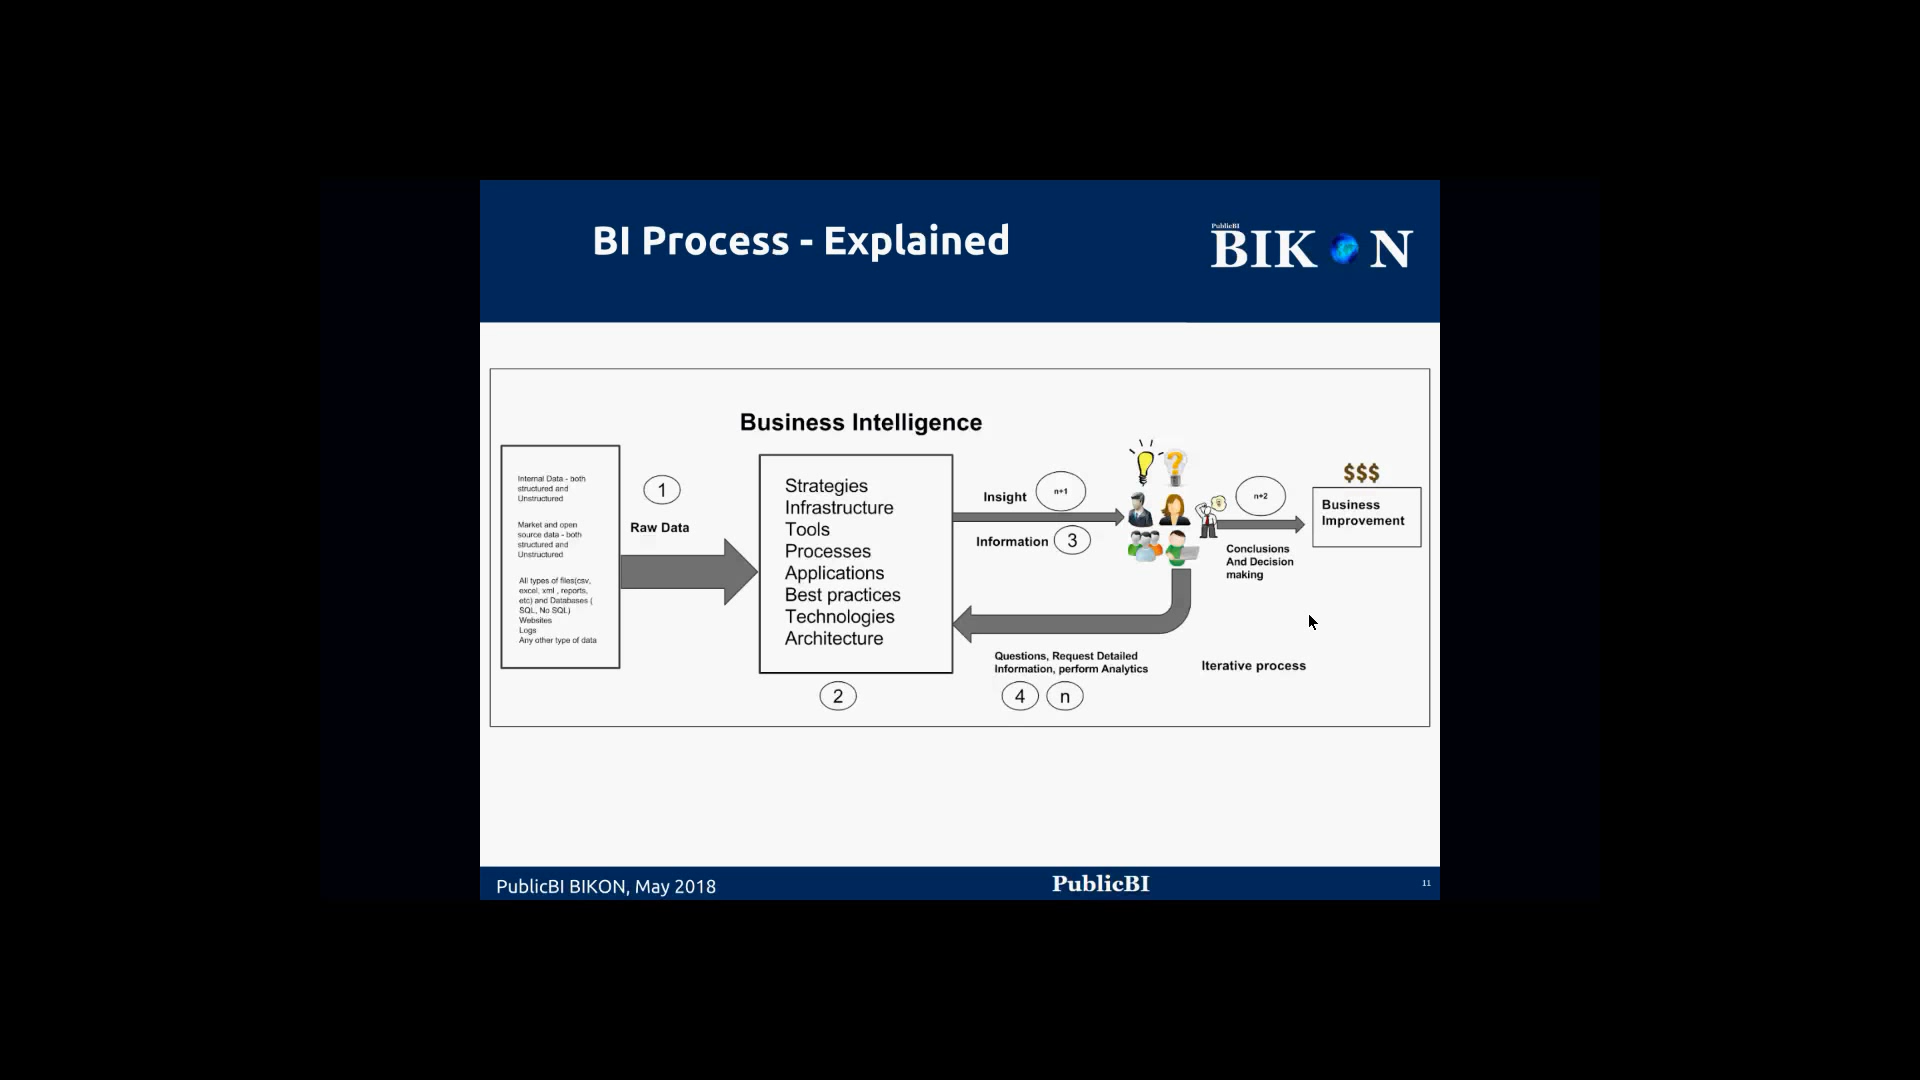 BI Process - Explained
PublicBI
BIK N
Business Intelligence
Internal Data - both
structured and
Unstructured
Market and open
source data - both
structured and
Unstructured
All types of files(csv,
excel, xml , reports,
etc) and Databases (
SQL, No SQL)
Websites
Logs
Any other type of data
1
Raw Data
Strategies
Infrastructure
Tools
Processes
Applications
Best practices
Technologies
Architecture
2
Insight
n+1
Information
3
?
Questions, Request Detailed
Information, perform Analytics
4
n
n+2
Conclusions
And Decision
making
$$$
Business
Improvement
Iterative process
PublicBI BIKON, May 2018
PublicBI
11